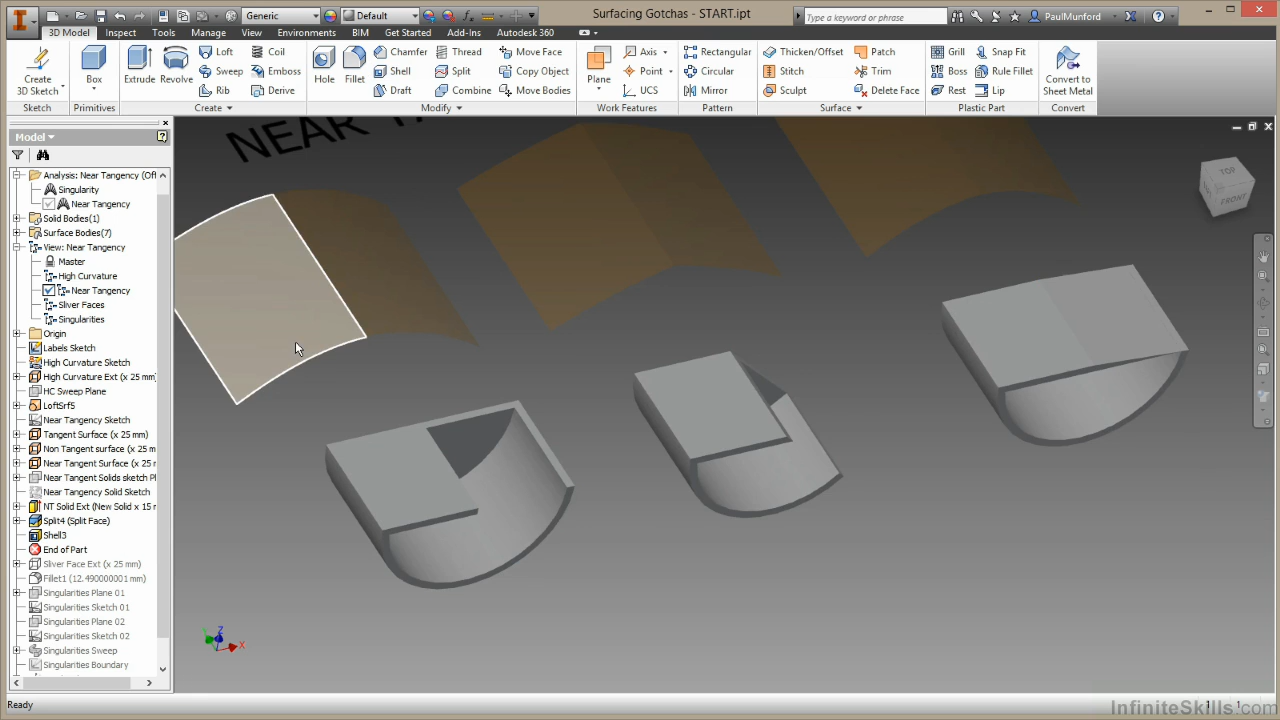 Generic
Default
Surfacing Gotchas - START.ipt
Type a keyword or phrase
PaulMunford
3D Model Inspect Tools Manage View Environments BIM Get Started Add-Ins Autodesk 360
Create 3D Sketch
Sketch
Box
Primitives
Extrude
Revolve
Loft
Sweep
Rib
Coil
Emboss
Derive
Create
Hole
Fillet
Chamfer
Shell
Draft
Thread
Split
Combine
Move Face
Copy Object
Move Bodies
Modify
Plane
Axis
Point
UCS
Work Features
Rectangular
Circular
Mirror
Pattern
Thicken/Offset
Stitch
Sculpt
Patch
Trim
Delete Face
Surface
Grill
Boss
Rest
Snap Fit
Rule Fillet
Lip
Plastic Part
Convert to Sheet Metal
Convert
Model
Analysis: Near Tangency (Off
Singularity
Near Tangency
Solid Bodies(1)
Surface Bodies(7)
View: Near Tangency
Master
High Curvature
Near Tangency
Sliver Faces
Singularities
Origin
Labels Sketch
High Curvature Sketch
High Curvature Ext (x 25 mm)
HC Sweep Plane
LoftSrf5
Near Tangency Sketch
Tangent Surface (x 25 mm)
Non Tangent surface (x 25 m
Near Tangent Surface (x 25
Near Tangent Solids sketch Pl
Near Tangency Solid Sketch
NT Solid Ext (New Solid x 15 m
Split4 (Split Face)
Shell3
End of Part
Sliver Face Ext (x 25 mm)
Fillet1 (12.490000001 mm)
Singularities Plane 01
Singularities Sketch 01
Singularities Plane 02
Singularities Sketch 02
Singularities Sweep
Singularities Boundary
NEAR
TOP
FRONT
Z
Y
X
Ready
1 1
InfiniteSkills.com